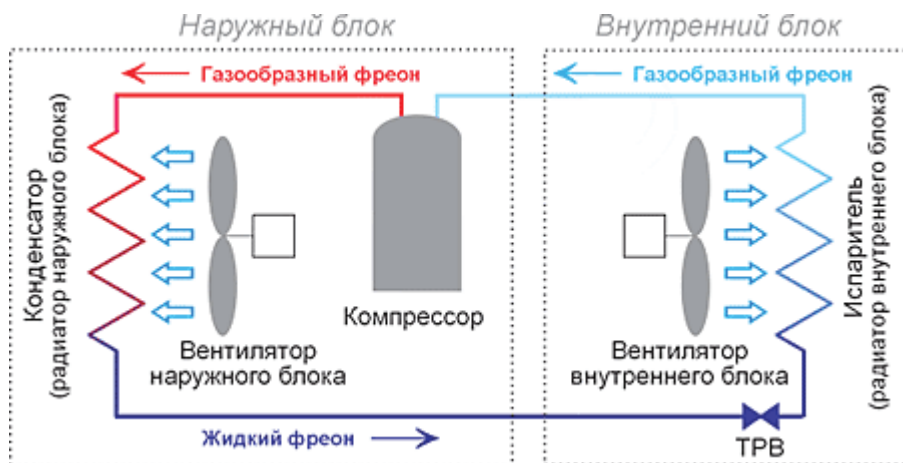 Наружный блок
Внутренний блок
Газообразный фреон
Газообразный фреон
Конденсатор
(радиатор наружного блока)
Компрессор
Вентилятор
наружного блока
Вентилятор
внутреннего блока
Испаритель
(радиатор внутреннего блока)
Жидкий фреон
ТРВ